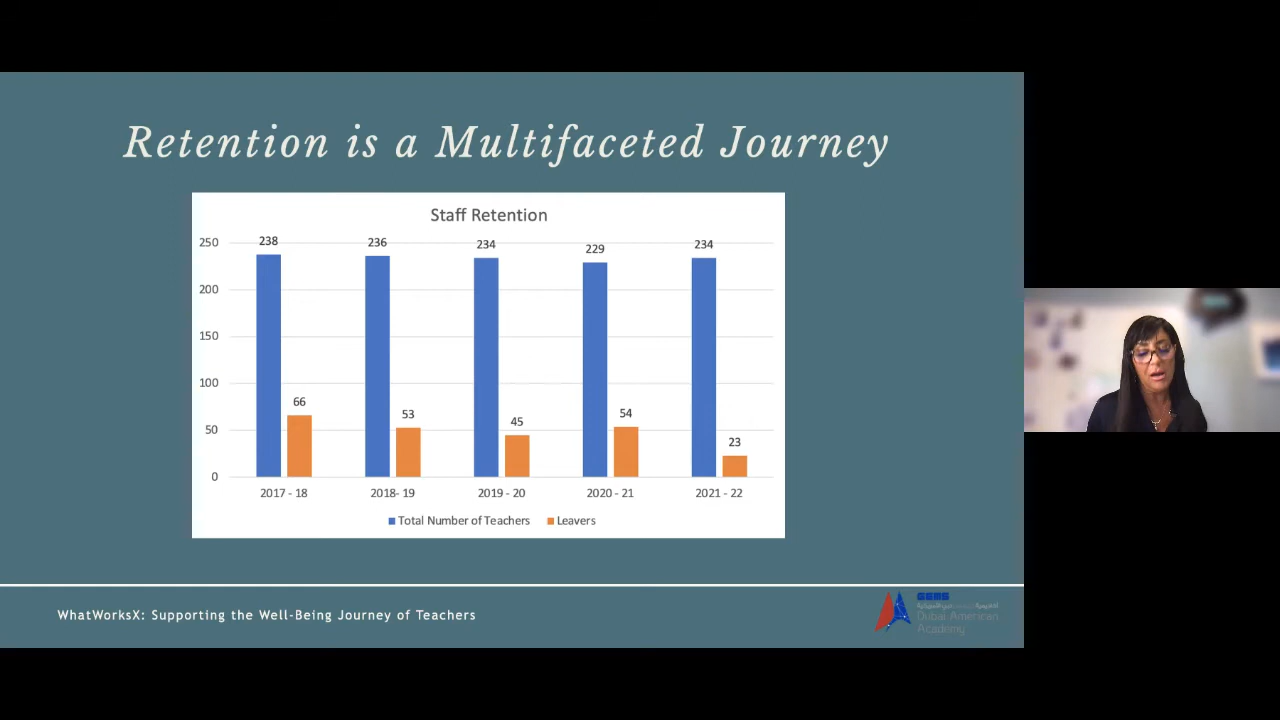 Retention is a Multifaceted Journey
Staff Retention
250
200
150
100
50
0
238
66
236
53
234
45
229
54
234
23
2017 - 18
2018- 19
2019 - 20
2020 - 21
2021 - 22
Total Number of Teachers
Leavers
WhatWorksX: Supporting the Well-Being Journey of Teachers
GEMS
Dubai American
Academy